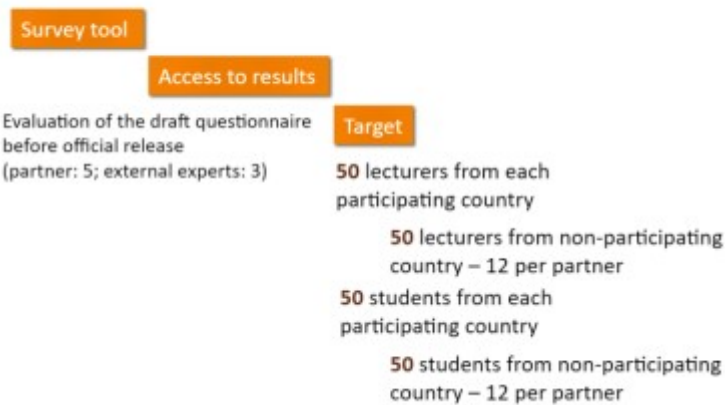 Survey tool
Access to results
Evaluation of the draft questionnaire
before official release
(partner: 5; external experts: 3)
Target
50 lecturers from each
participating country
50 lecturers from non-participating
country – 12 per partner
50 students from each
participating country
50 students from non-participating
country – 12 per partner